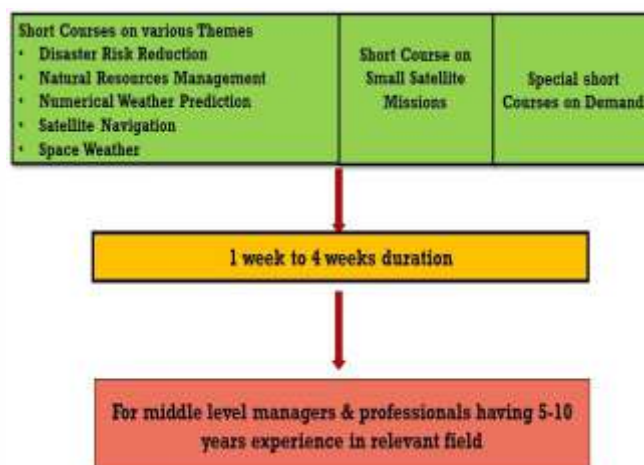 Short Courses on various Themes
• Disaster Risk Reduction
• Natural Resources Management
• Numerical Weather Prediction
• Satellite Navigation
• Space Weather
Short Course on
Small Satellite
Missions
Special short
Courses on Demand
1 week to 4 weeks duration
For middle level managers & professionals having 5-10
years experience in relevant field